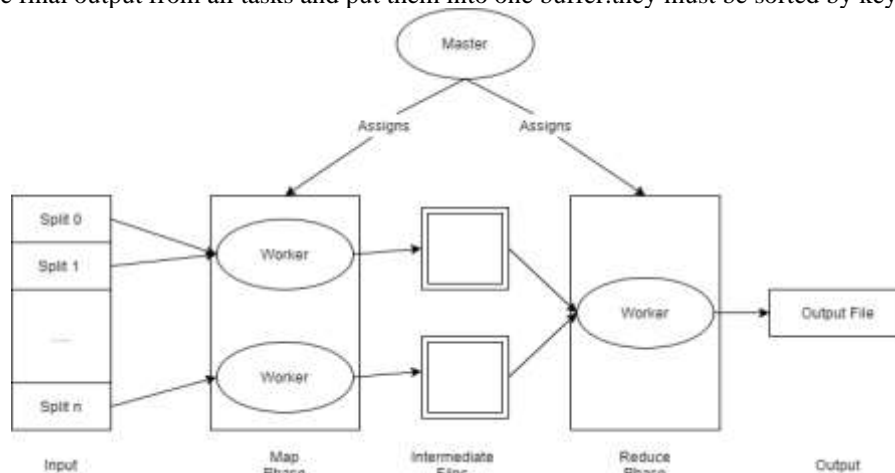 e final output from all tasks and put them into one buffer.they must be sorted by key
Master
Assigns Assigns
Split 0
Split 1
.....
Split n
Worker
Worker
Worker
Output File
Input
Map
Phase
Intermediate
Files
Reduce
Phase
Output